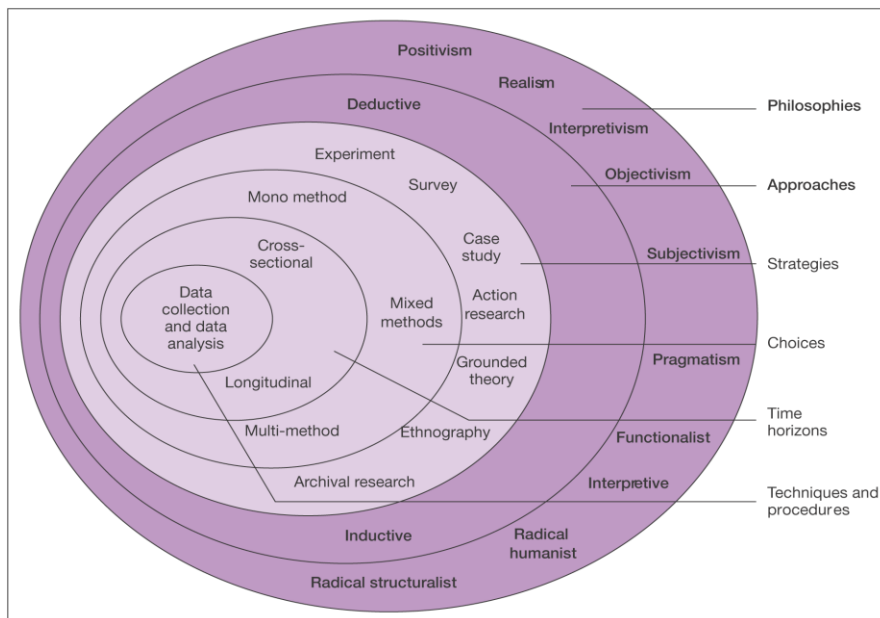 Positivism
Realism
Philosophies
Deductive
Interpretivism
Experiment
Objectivism
Approaches
Survey
Mono method
Case
study
Subjectivism
Strategies
Cross-
sectional
Data
collection
and data
analysis
Mixed
methods
Action
research
Choices
Grounded
theory
Pragmatism
Longitudinal
Time
horizons
Multi-method
Ethnography
Functionalist
Archival research
Interpretive
Techniques and
procedures
Inductive
Radical
humanist
Radical structuralist